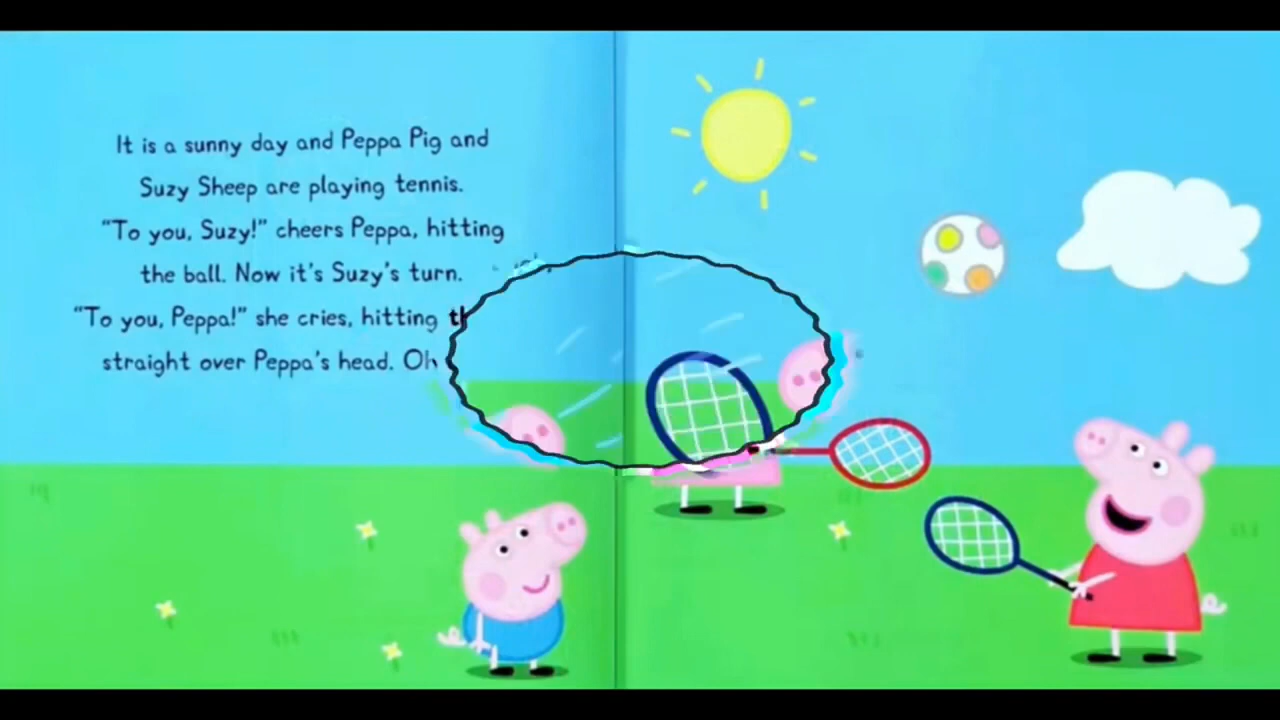 It is a sunny day and Peppa Pig and
Suzy Sheep are playing tennis.
“To you, Suzy!” cheers Peppa, hitting
the ball. Now it's Suzy's turn.
“To you, Peppa!” she cries, hitting
straight over Peppa's head. Oh